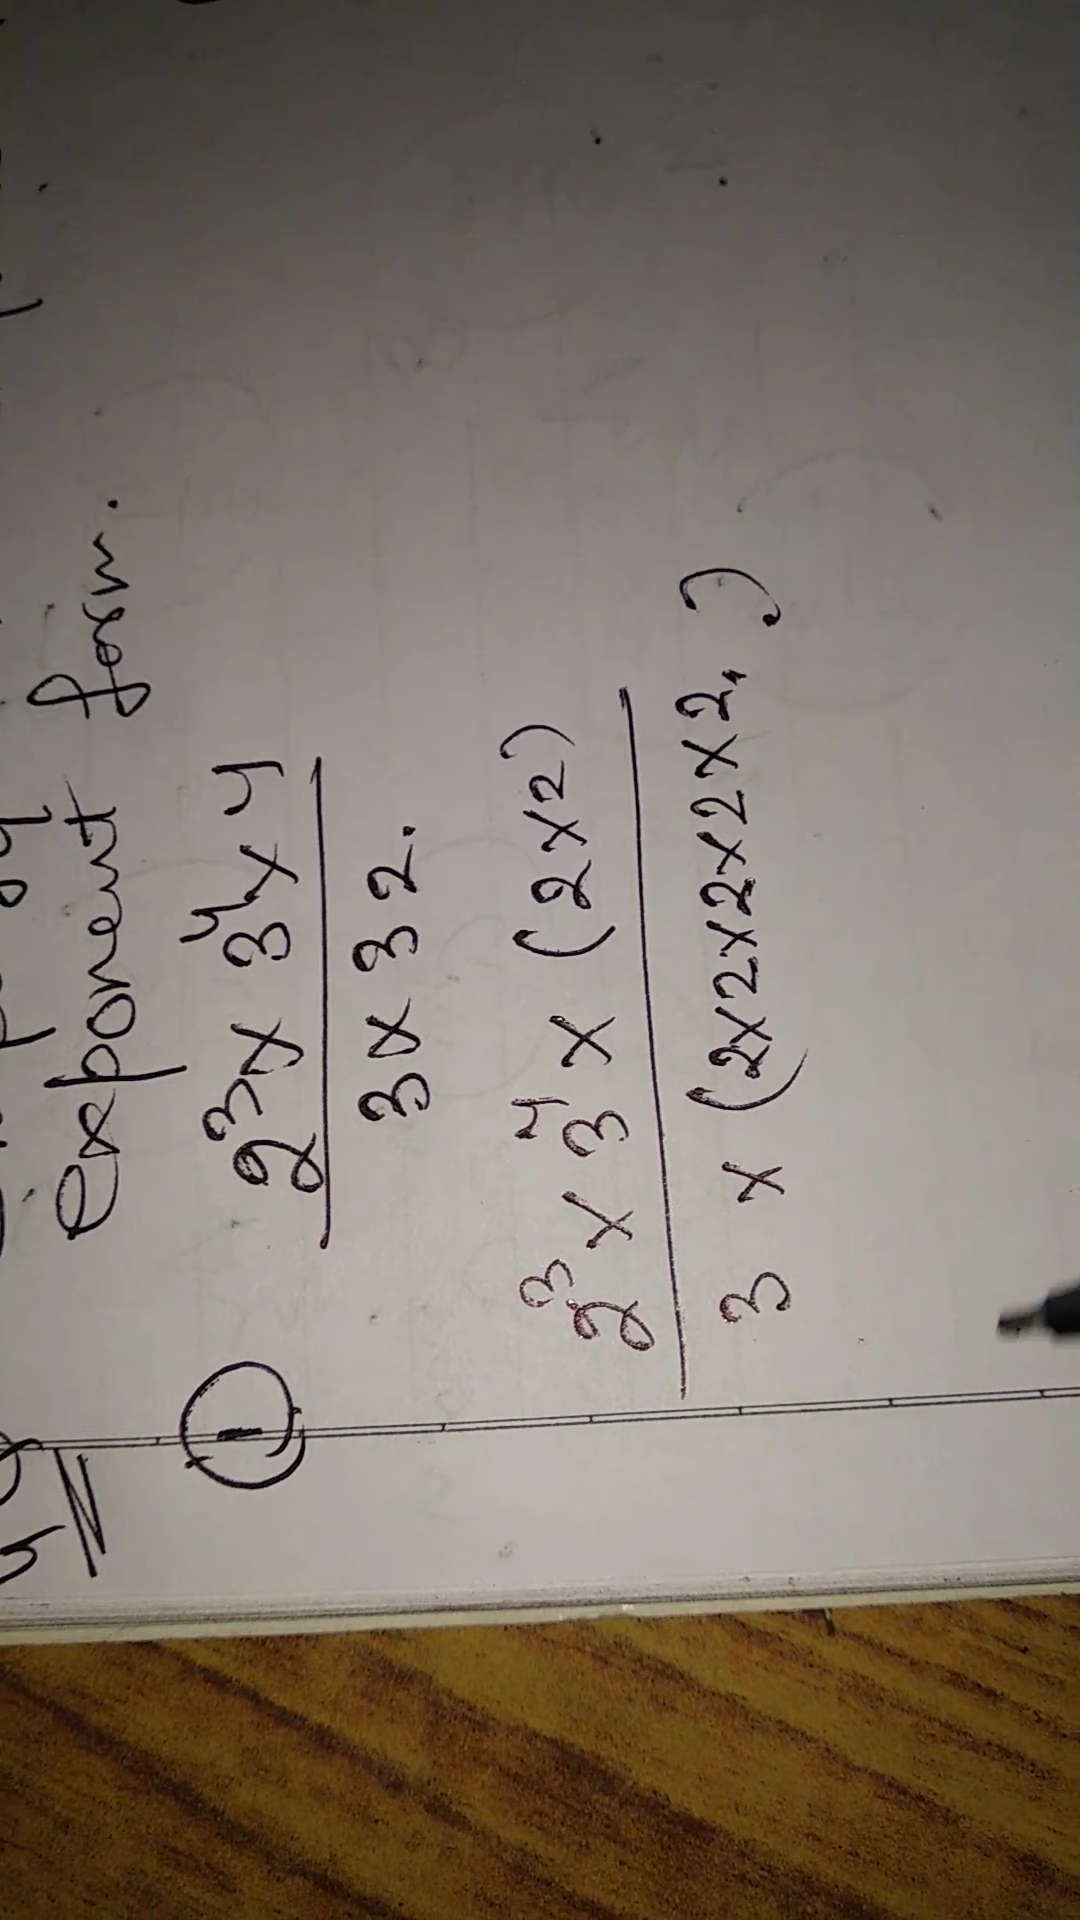 exponent form.
① 2³ × 3⁴ × 4
3 × 32.
2³ × 3⁴ × (2×2)
3 × (2×2×2×2×2,)